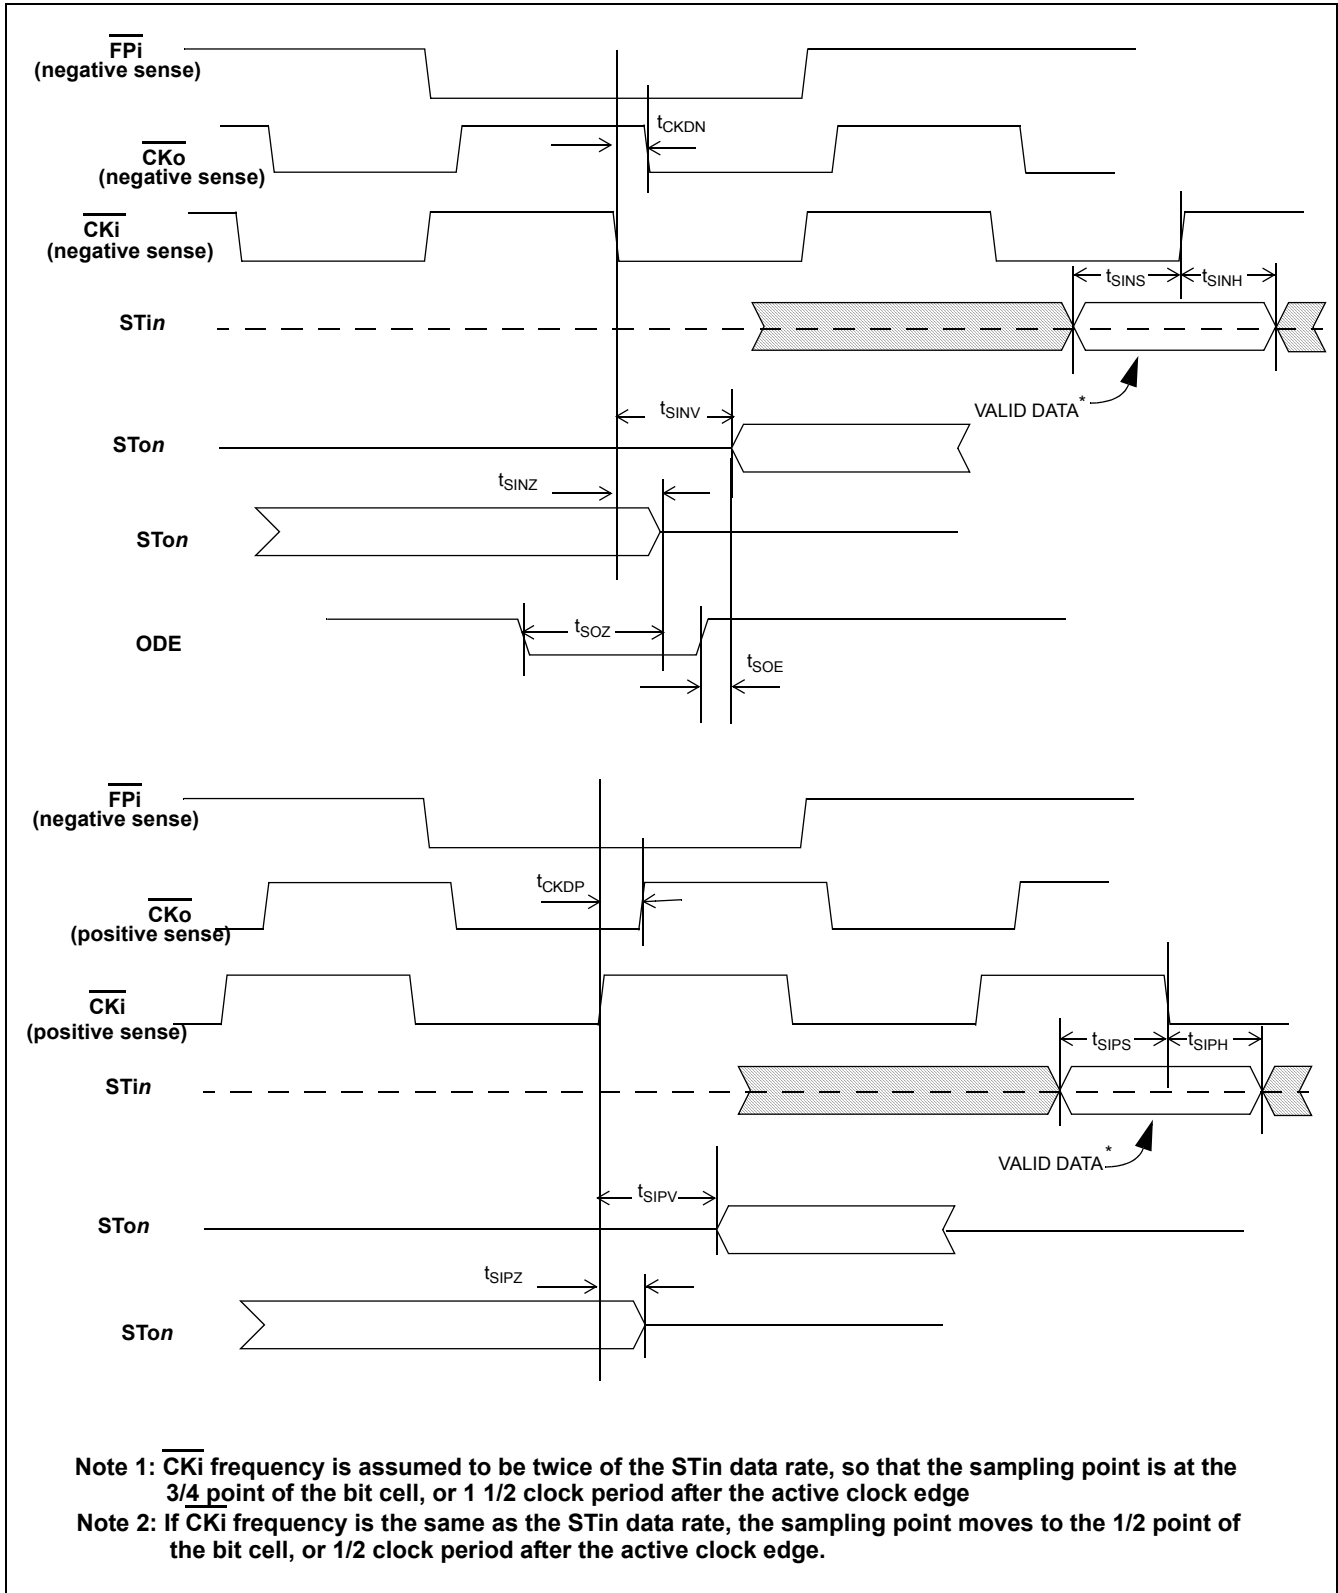 FPi
(negative sense)
tCKDN
CKo
(negative sense)
CKi
(negative sense)
tSINS
tSINH
STin
VALID DATA*
tSINV
STon
tSINZ
STon
ODE
tSOZ
tSOE
FPi
(negative sense)
tCKDP
CKo
(positive sense)
CKi
(positive sense)
tSIPS
tSIPH
STin
VALID DATA*
tSIPV
STon
tSIPZ
STon
Note 1: CKi frequency is assumed to be twice of the STin data rate, so that the sampling point is at the
3/4 point of the bit cell, or 1 1/2 clock period after the active clock edge
Note 2: If CKi frequency is the same as the STin data rate, the sampling point moves to the 1/2 point of
the bit cell, or 1/2 clock period after the active clock edge.